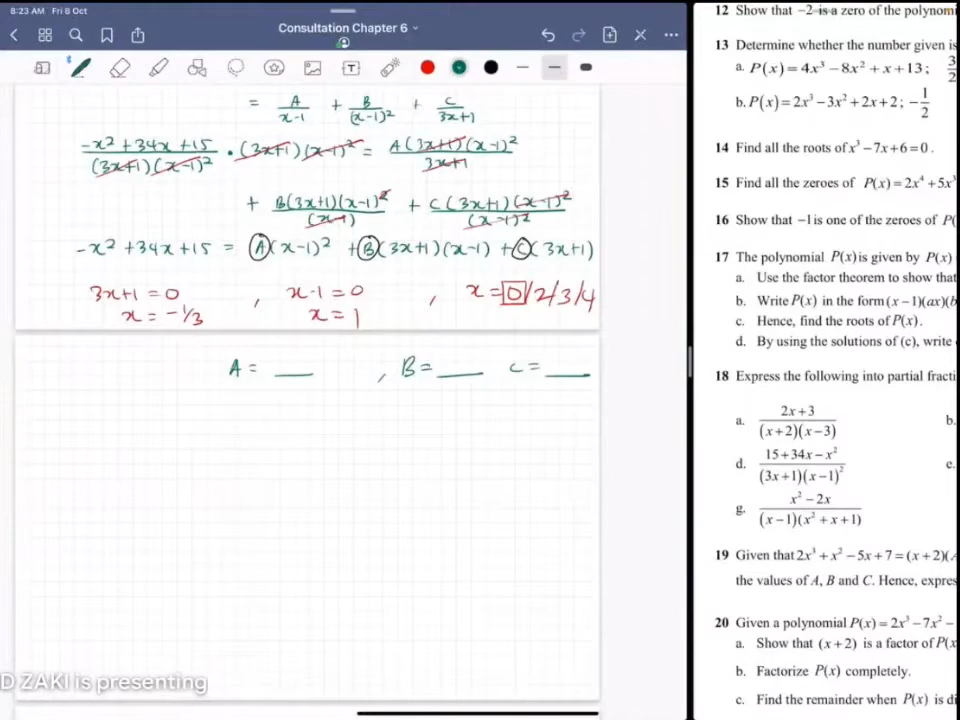 8:23 AM Fri 8 Oct
Consultation Chapter 6
= A/(x-1) + B/(x-1)² + C/(3x+1)
(-x² + 34x + 15)/((3x+1)(x-1)²) • (3x+1)(x-1)² = A(3x+1)(x-1)²/(3x+1)
+ B(3x+1)(x-1)²/(x-1) + C(3x+1)(x-1)²/(x-1)²
-x² + 34x + 15 = A(x-1)² + B(3x+1)(x-1) + C(3x+1)
3x+1 = 0 , x-1 = 0 , x = 0/2/3/4
x = -1/3 x = 1
A = ___ , B = ___ C = ___
D ZAKI is presenting
12 Show that −2 is a zero of the polynomi
13 Determine whether the number given is
a. P(x) = 4x³ − 8x² + x + 13 ; 3/2
b. P(x) = 2x³ − 3x² + 2x + 2 ; −1/2
14 Find all the roots of x³ − 7x + 6 = 0.
15 Find all the zeroes of P(x) = 2x⁴ + 5x³
16 Show that −1 is one of the zeroes of P(
17 The polynomial P(x) is given by P(x)
a. Use the factor theorem to show that
b. Write P(x) in the form (x−1)(ax)(b
c. Hence, find the roots of P(x).
d. By using the solutions of (c), write
18 Express the following into partial fracti
a. (2x+3)/((x+2)(x−3)) b.
d. (15+34x−x²)/((3x+1)(x−1)²) e.
g. (x²−2x)/((x−1)(x²+x+1))
19 Given that 2x³ + x² − 5x + 7 = (x+2)(
the values of A, B and C. Hence, expres
20 Given a polynomial P(x) = 2x³ − 7x² −
a. Show that (x+2) is a factor of P(x
b. Factorize P(x) completely.
c. Find the remainder when P(x) is di